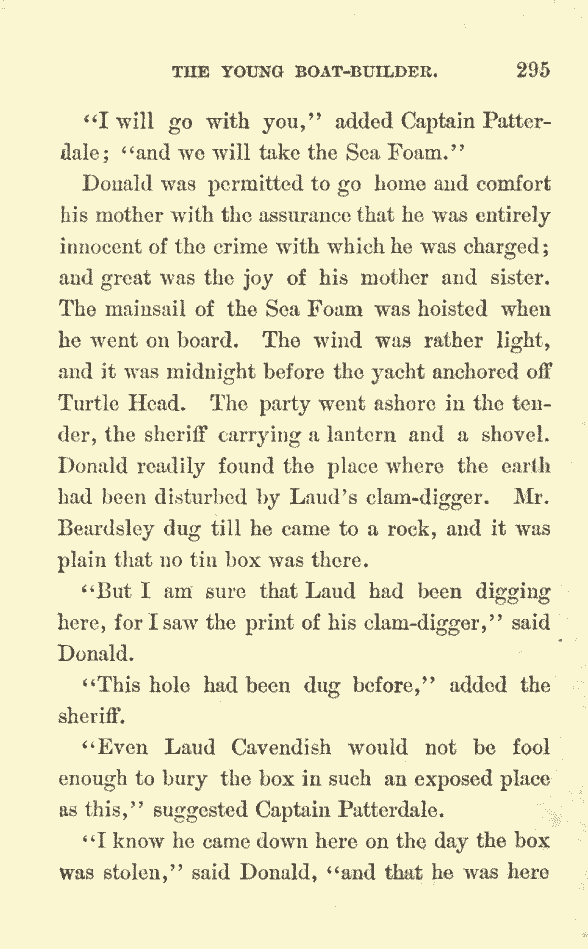 THE YOUNG BOAT-BUILDER. 295
"I will go with you," added Captain Patter-
dale; "and we will take the Sea Foam."
Donald was permitted to go home and comfort
his mother with the assurance that he was entirely
innocent of the crime with which he was charged;
and great was the joy of his mother and sister.
The mainsail of the Sea Foam was hoisted when
he went on board. The wind was rather light,
and it was midnight before the yacht anchored off
Turtle Head. The party went ashore in the ten-
der, the sheriff carrying a lantern and a shovel.
Donald readily found the place where the earth
had been disturbed by Laud's clam-digger. Mr.
Beardsley dug till he came to a rock, and it was
plain that no tin box was there.
"But I am sure that Laud had been digging
here, for I saw the print of his clam-digger," said
Donald.
"This hole had been dug before," added the
sheriff.
"Even Laud Cavendish would not be fool
enough to bury the box in such an exposed place
as this," suggested Captain Patterdale.
"I know he came down here on the day the box
was stolen," said Donald, "and that he was here